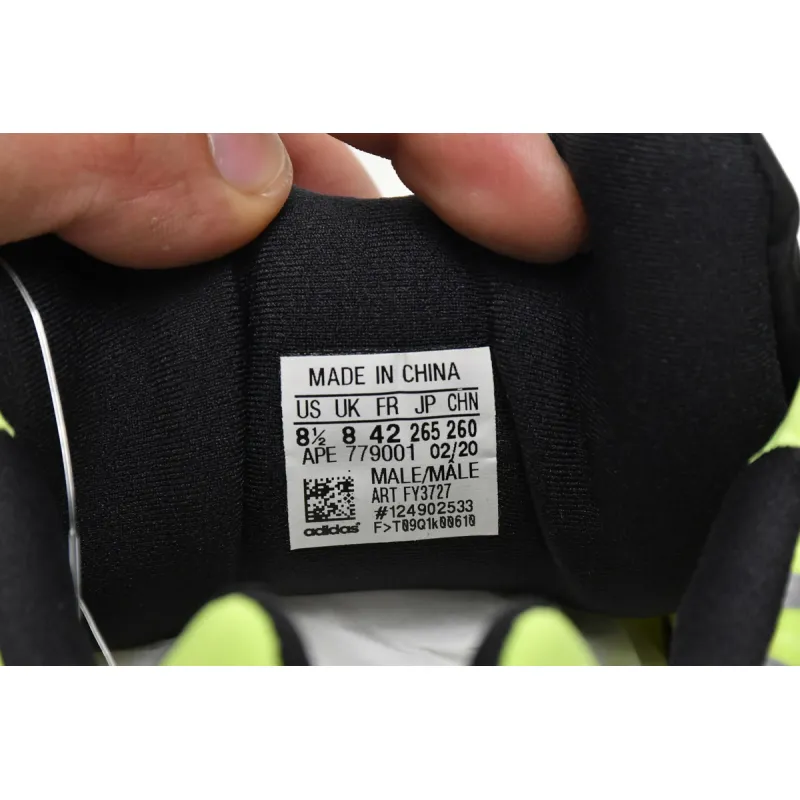 MADE IN CHINA
US UK FR JP CHN
8½ 8 42 265 260
APE 779001 02/20
MALE/MÂLE
ART FY3727
#124902533
F>T09Q1k00610
adidas